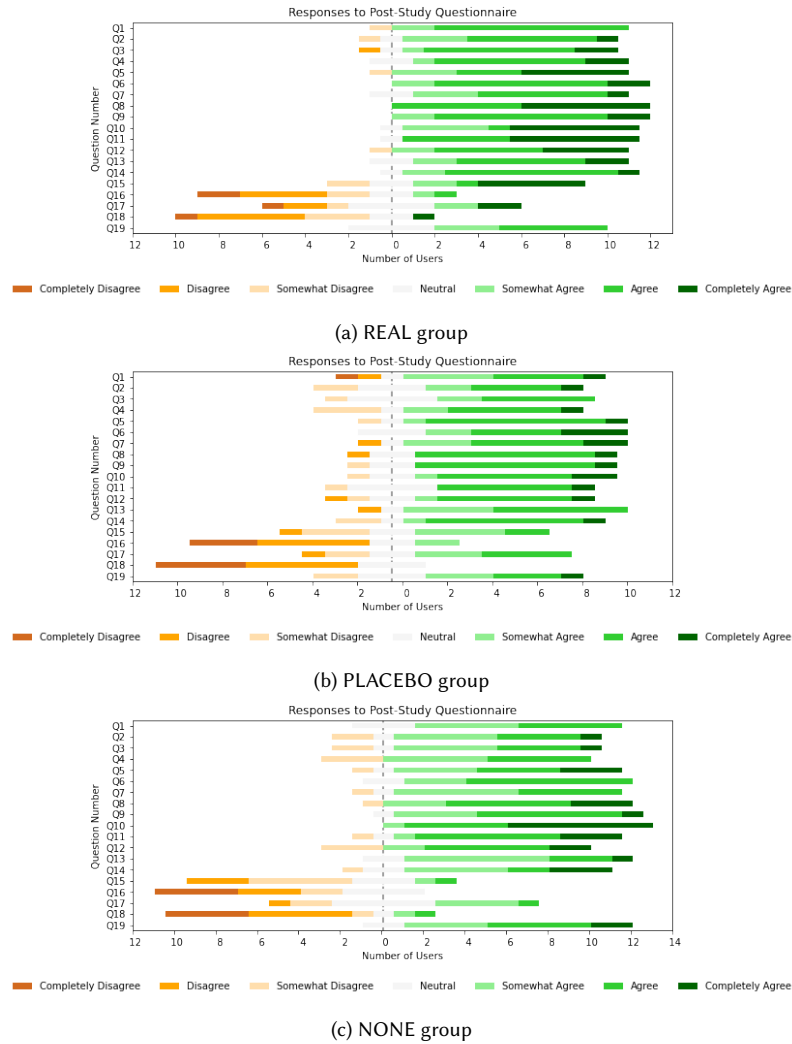 Responses to Post-Study Questionnaire
Question Number
Q1
Q2
Q3
Q4
Q5
Q6
Q7
Q8
Q9
Q10
Q11
Q12
Q13
Q14
Q15
Q16
Q17
Q18
Q19
12 10 8 6 4 2 0 2 4 6 8 10 12
Number of Users
Completely Disagree Disagree Somewhat Disagree Neutral Somewhat Agree Agree Completely Agree
(a) REAL group
Responses to Post-Study Questionnaire
Question Number
Q1
Q2
Q3
Q4
Q5
Q6
Q7
Q8
Q9
Q10
Q11
Q12
Q13
Q14
Q15
Q16
Q17
Q18
Q19
12 10 8 6 4 2 0 2 4 6 8 10 12
Number of Users
Completely Disagree Disagree Somewhat Disagree Neutral Somewhat Agree Agree Completely Agree
(b) PLACEBO group
Responses to Post-Study Questionnaire
Question Number
Q1
Q2
Q3
Q4
Q5
Q6
Q7
Q8
Q9
Q10
Q11
Q12
Q13
Q14
Q15
Q16
Q17
Q18
Q19
12 10 8 6 4 2 0 2 4 6 8 10 12 14
Number of Users
Completely Disagree Disagree Somewhat Disagree Neutral Somewhat Agree Agree Completely Agree
(c) NONE group